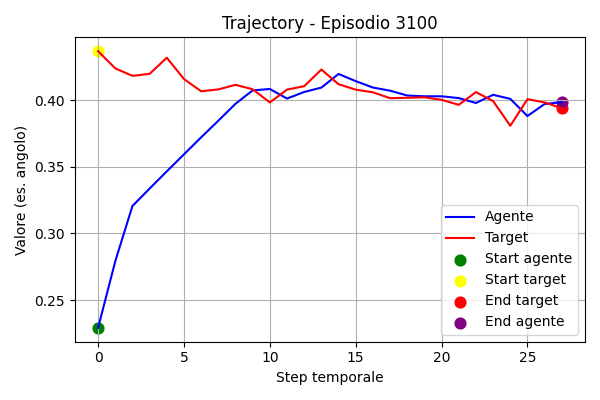 Trajectory - Episodio 3100
Valore (es. angolo)
0.40
0.35
0.30
0.25
0
5
10
15
20
25
Step temporale
Agente
Target
Start agente
Start target
End target
End agente